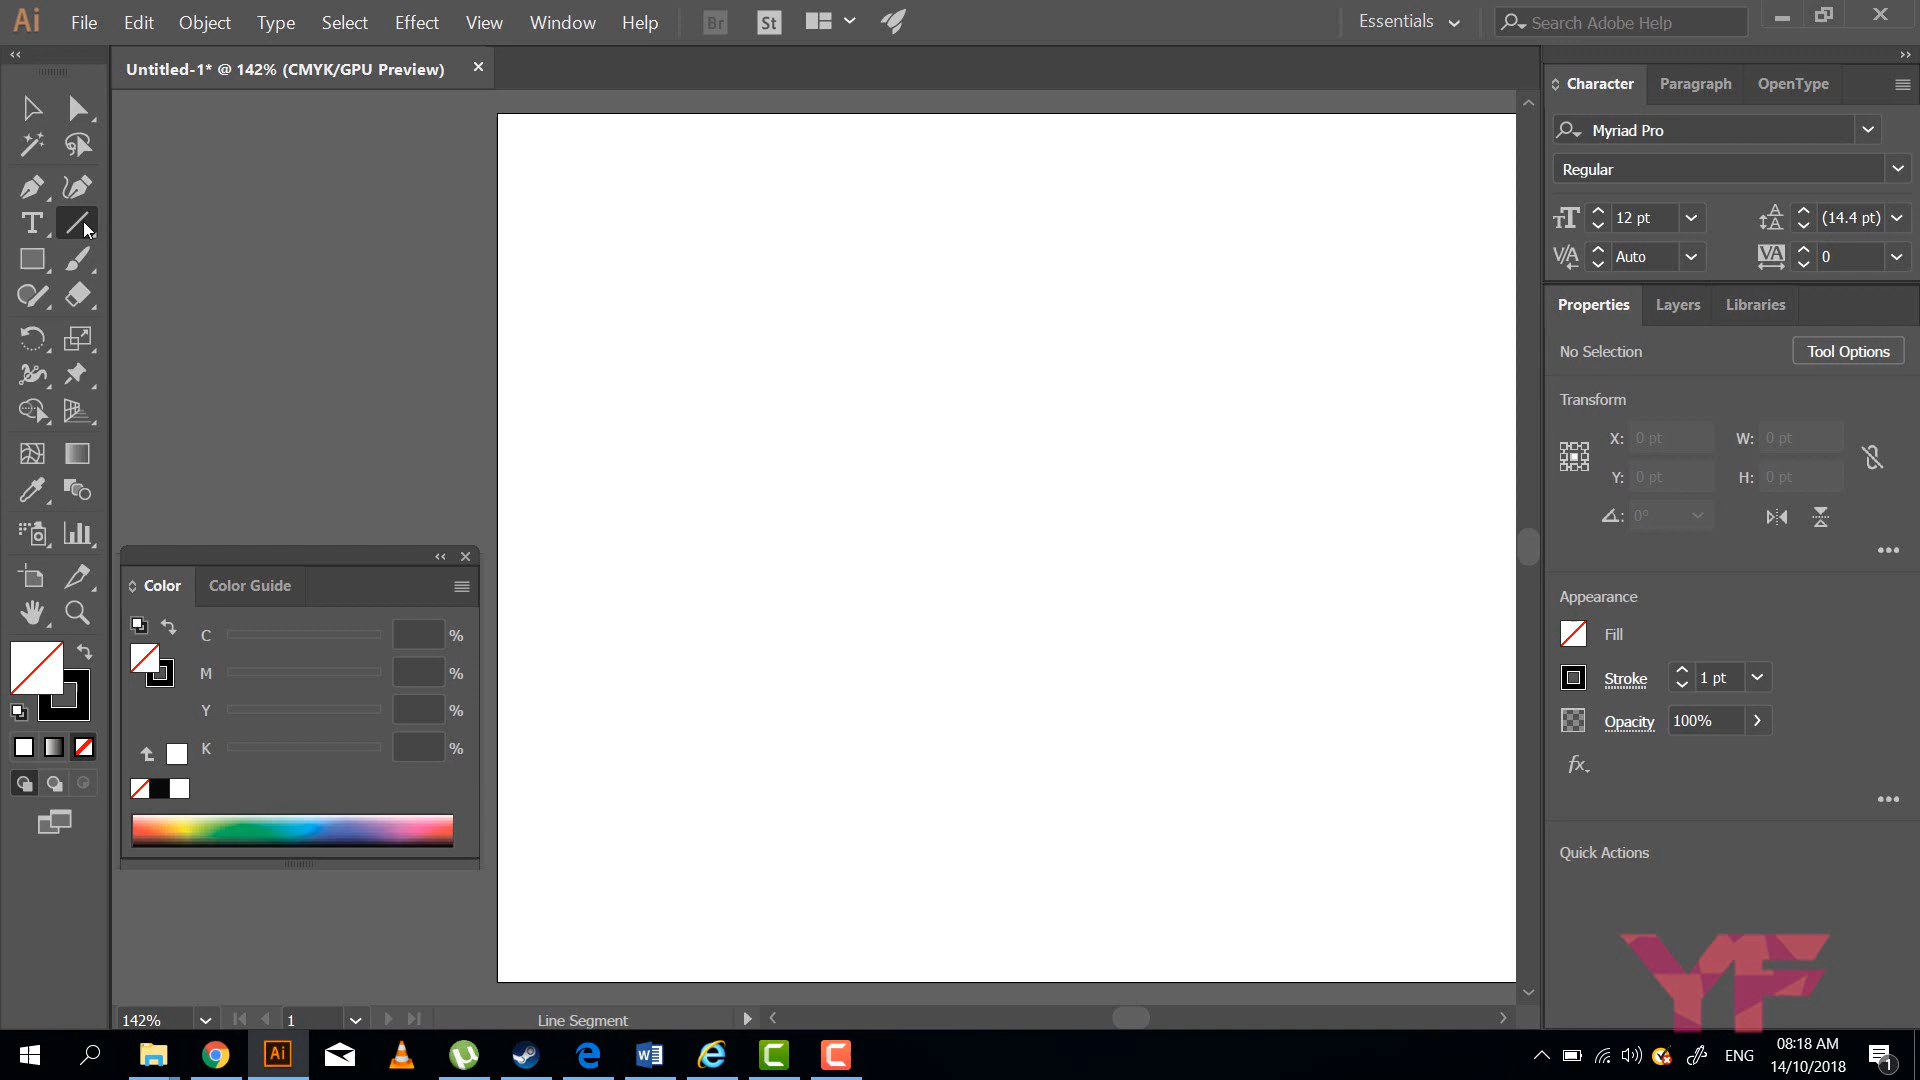 Ai File Edit Object Type Select Effect View Window Help Br St Essentials Search Adobe Help
Untitled-1* @ 142% (CMYK/GPU Preview)
Character Paragraph OpenType
Myriad Pro
Regular
12 pt (14.4 pt)
Auto 0
Properties Layers Libraries
No Selection Tool Options
Transform
X: 0 pt W: 0 pt
Y: 0 pt H: 0 pt
0°
Color Color Guide
C %
M %
Y %
K %
Appearance
Fill
Stroke 1 pt
Opacity 100%
fx
Quick Actions
YF
142% 1 Line Segment
Ai ENG 08:18 AM
14/10/2018
1